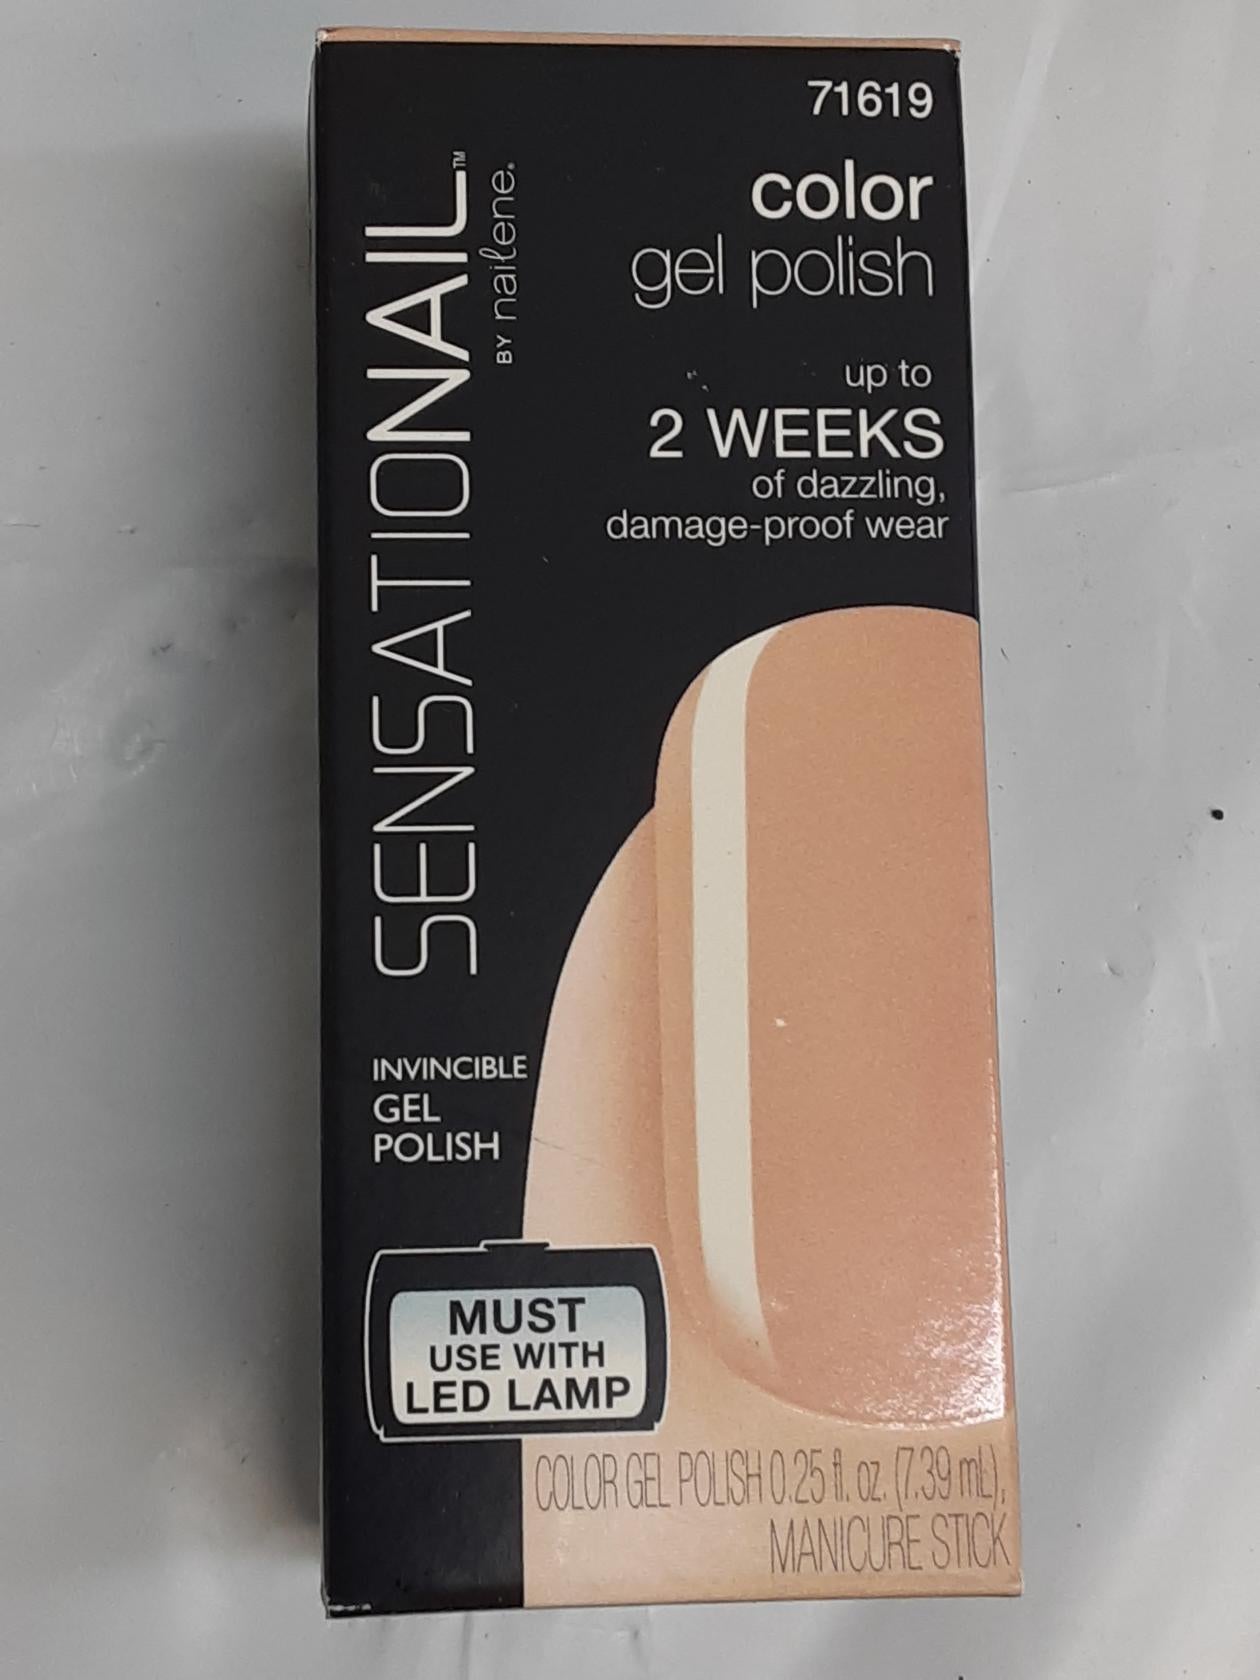 71619
color
gel polish
up to
2 WEEKS
of dazzling,
damage-proof wear
SENSATIONAIL™
BY nailene.
INVINCIBLE
GEL
POLISH
MUST
USE WITH
LED LAMP
COLOR GEL POLISH 0.25 fl. oz. (7.39 mL),
MANICURE STICK